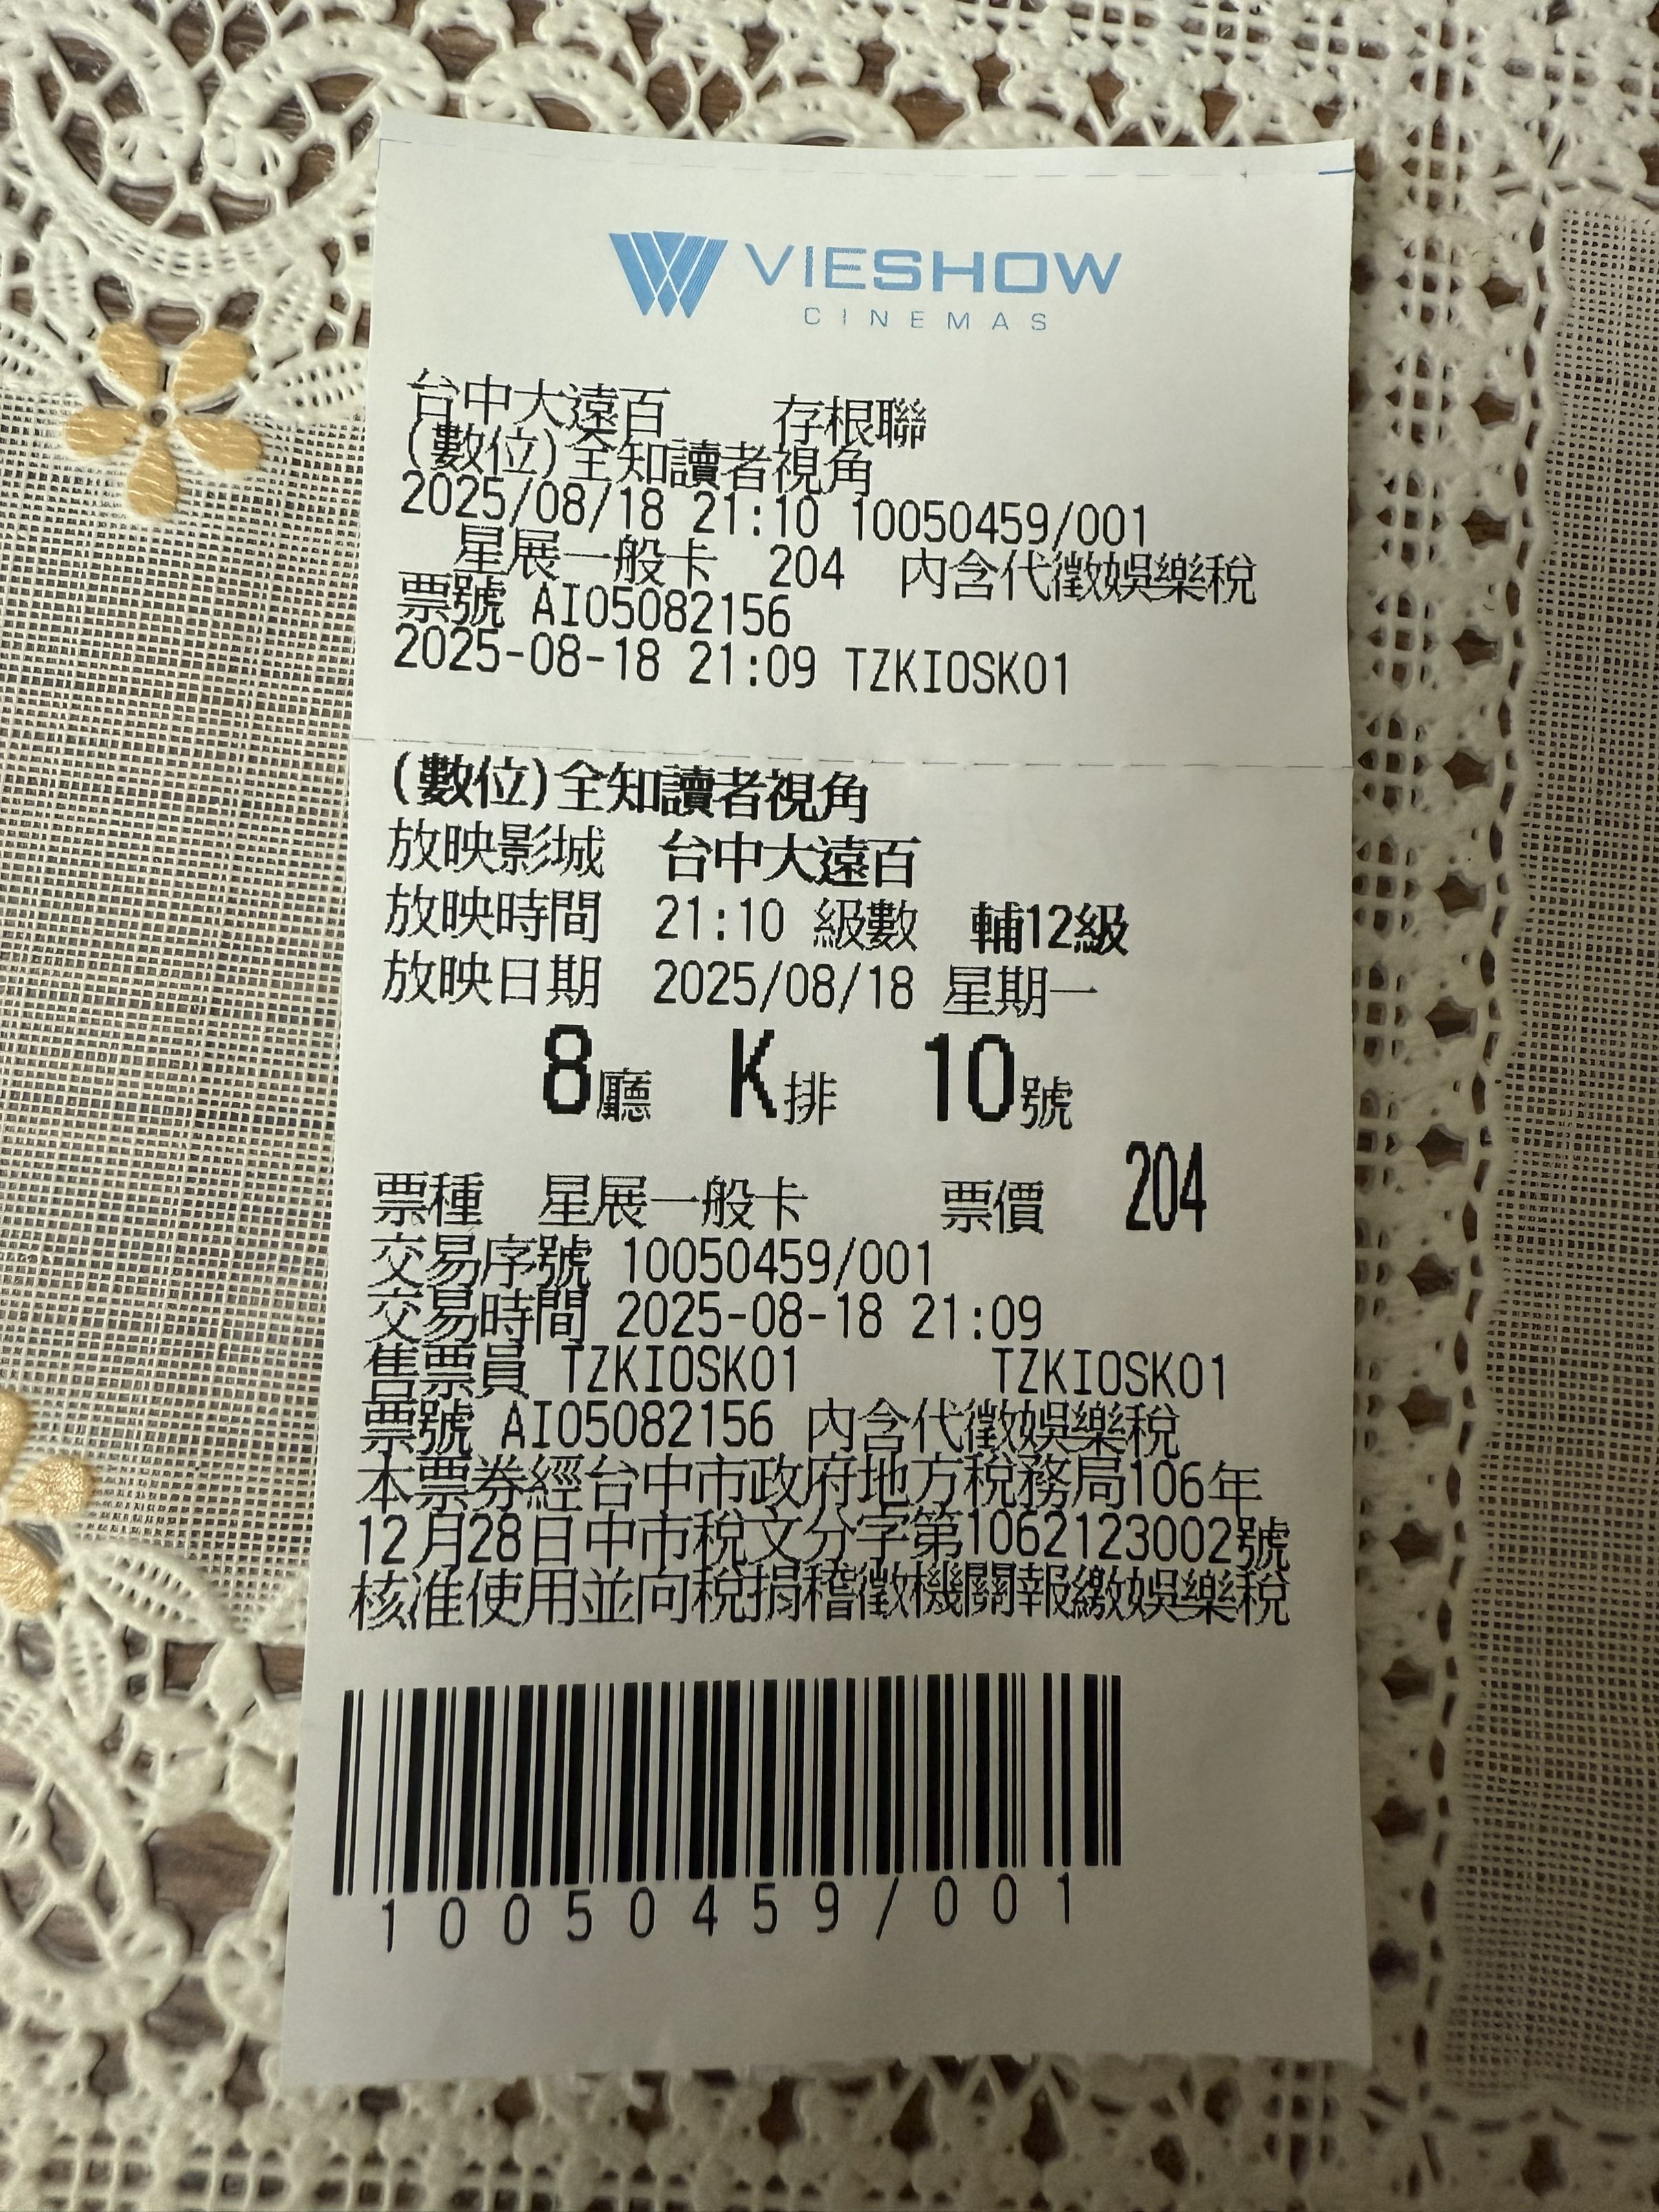 VIESHOW
CINEMAS
台中大遠百 存根聯
(數位)全知讀者視角
2025/08/18 21:10 10050459/001
星展一般卡 204 內含代徵娛樂稅
票號 AI05082156
2025-08-18 21:09 TZKIOSK01
(數位)全知讀者視角
放映影城 台中大遠百
放映時間 21:10 級數 輔12級
放映日期 2025/08/18 星期一
8廳 K排 10號
票種 星展一般卡 票價 204
交易序號 10050459/001
交易時間 2025-08-18 21:09
售票員 TZKIOSK01 TZKIOSK01
票號 AI05082156 內含代徵娛樂稅
本票券經台中市政府地方稅務局106年
12月28日中市稅文分字第1062123002號
核准使用並向稅捐稽徵機關報繳娛樂稅
10050459/001